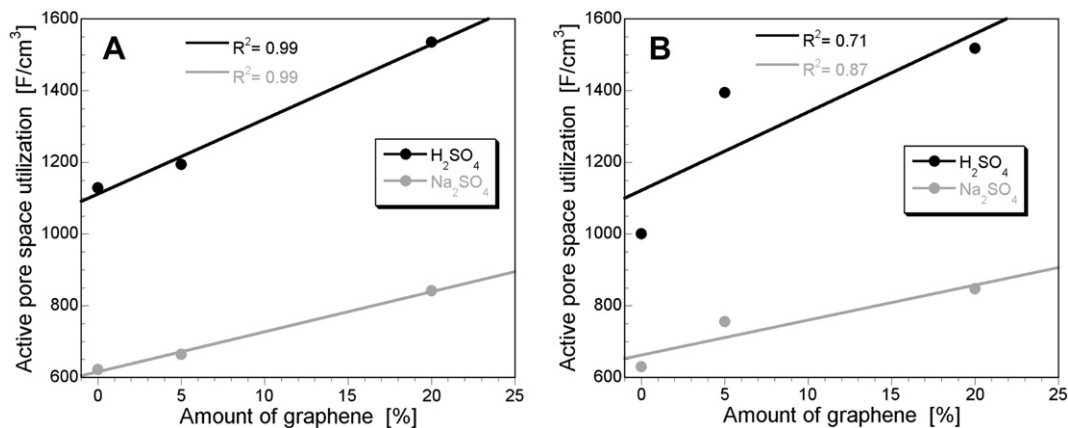 A
R²= 0.99
R²= 0.99
H₂SO₄
Na₂SO₄
Active pore space utilization [F/cm³]
1600
1400
1200
1000
800
600
0 5 10 15 20 25
Amount of graphene [%]
B
R²= 0.71
R²= 0.87
H₂SO₄
Na₂SO₄
Active pore space utilization [F/cm³]
1600
1400
1200
1000
800
600
0 5 10 15 20 25
Amount of graphene [%]